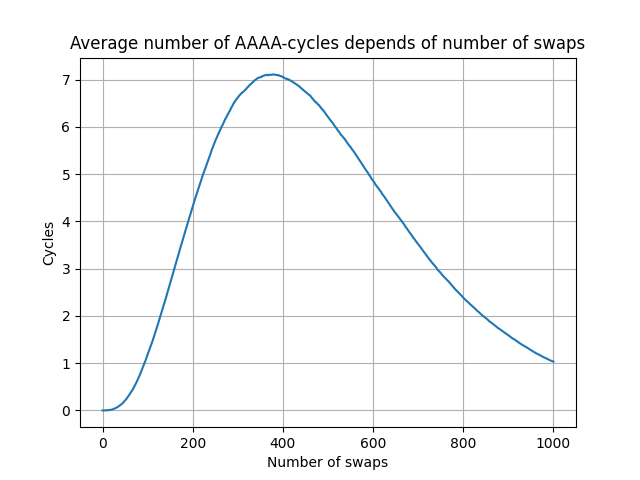 Average number of AAAA-cycles depends of number of swaps
Cycles
7
6
5
4
3
2
1
0
0 200 400 600 800 1000
Number of swaps